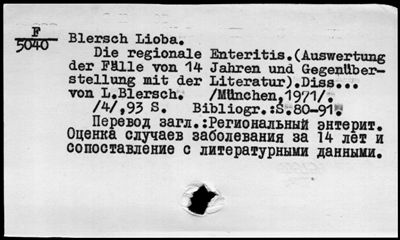 F
5040
Blersch Lioba.
Die regionale Enteritis.(Auswertung
der Fälle von 14 Jahren und Gegenüber-
stellung mit der Literatur).Diss...
von L.Blersch. /München,1971/.
/4/,93 S. Bibliogr.:S.80-91.
Перевод загл.:Региональный энтерит.
Оценка случаев заболевания за 14 лет и
сопоставление с литературными данными.